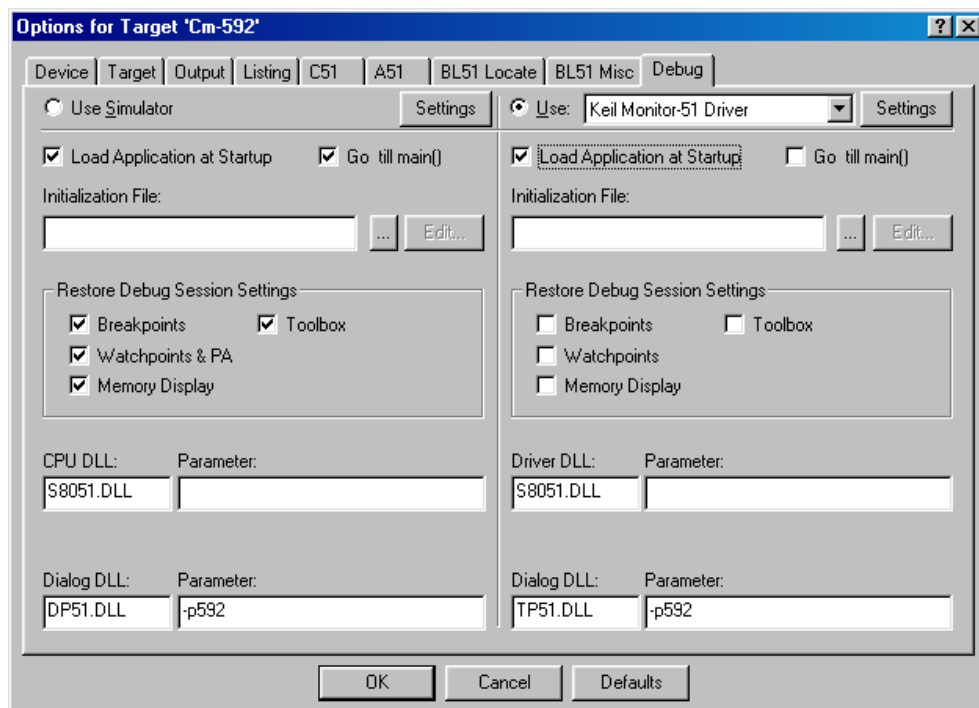 Options for Target 'Cm-592'
Device Target Output Listing C51 A51 BL51 Locate BL51 Misc Debug
Use Simulator Settings Use: Keil Monitor-51 Driver Settings
Load Application at Startup Go till main() Load Application at Startup Go till main()
Initialization File: Initialization File:
... Edit... ... Edit...
Restore Debug Session Settings Restore Debug Session Settings
Breakpoints Toolbox Breakpoints Toolbox
Watchpoints & PA Watchpoints
Memory Display Memory Display
CPU DLL: Parameter: Driver DLL: Parameter:
S8051.DLL S8051.DLL
Dialog DLL: Parameter: Dialog DLL: Parameter:
DP51.DLL -p592 TP51.DLL -p592
OK Cancel Defaults